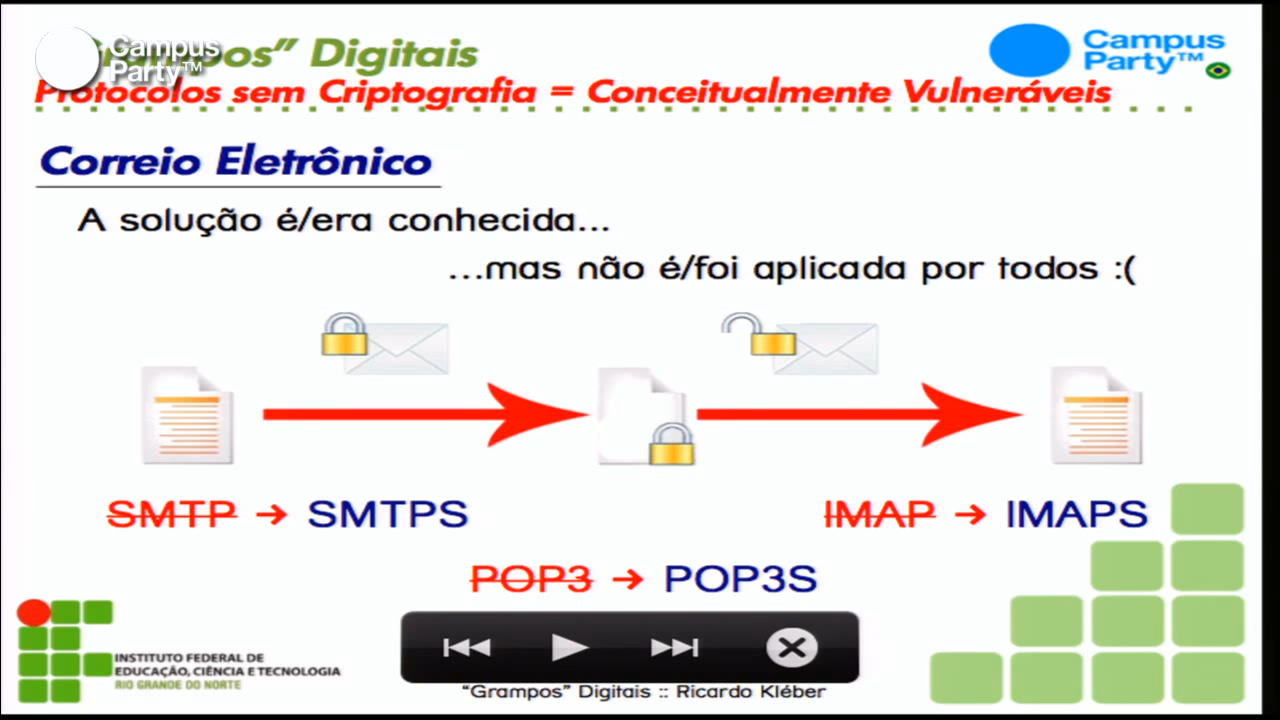 Campus
Party™
Grampos” Digitais
Campus
Party™
Protocolos sem Criptografia = Conceitualmente Vulneráveis
Correio Eletrônico
A solução é/era conhecida...
...mas não é/foi aplicada por todos :(
SMTP → SMTPS
IMAP → IMAPS
POP3 → POP3S
INSTITUTO FEDERAL DE
EDUCAÇÃO, CIÊNCIA E TECNOLOGIA
RIO GRANDE DO NORTE
“Grampos” Digitais :: Ricardo Kléber